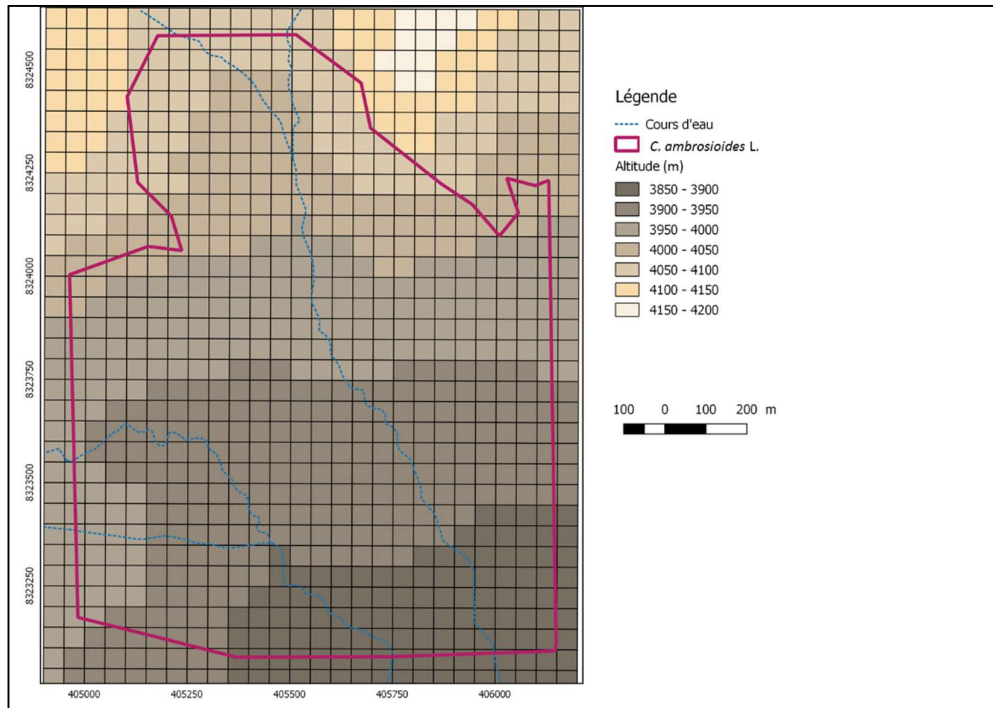 8324500
8324250
8324000
8323750
8323500
8323250
405000 405250 405500 405750 406000
Légende
Cours d'eau
C. ambrosioides L.
Altitude (m)
3850 - 3900
3900 - 3950
3950 - 4000
4000 - 4050
4050 - 4100
4100 - 4150
4150 - 4200
100 0 100 200 m